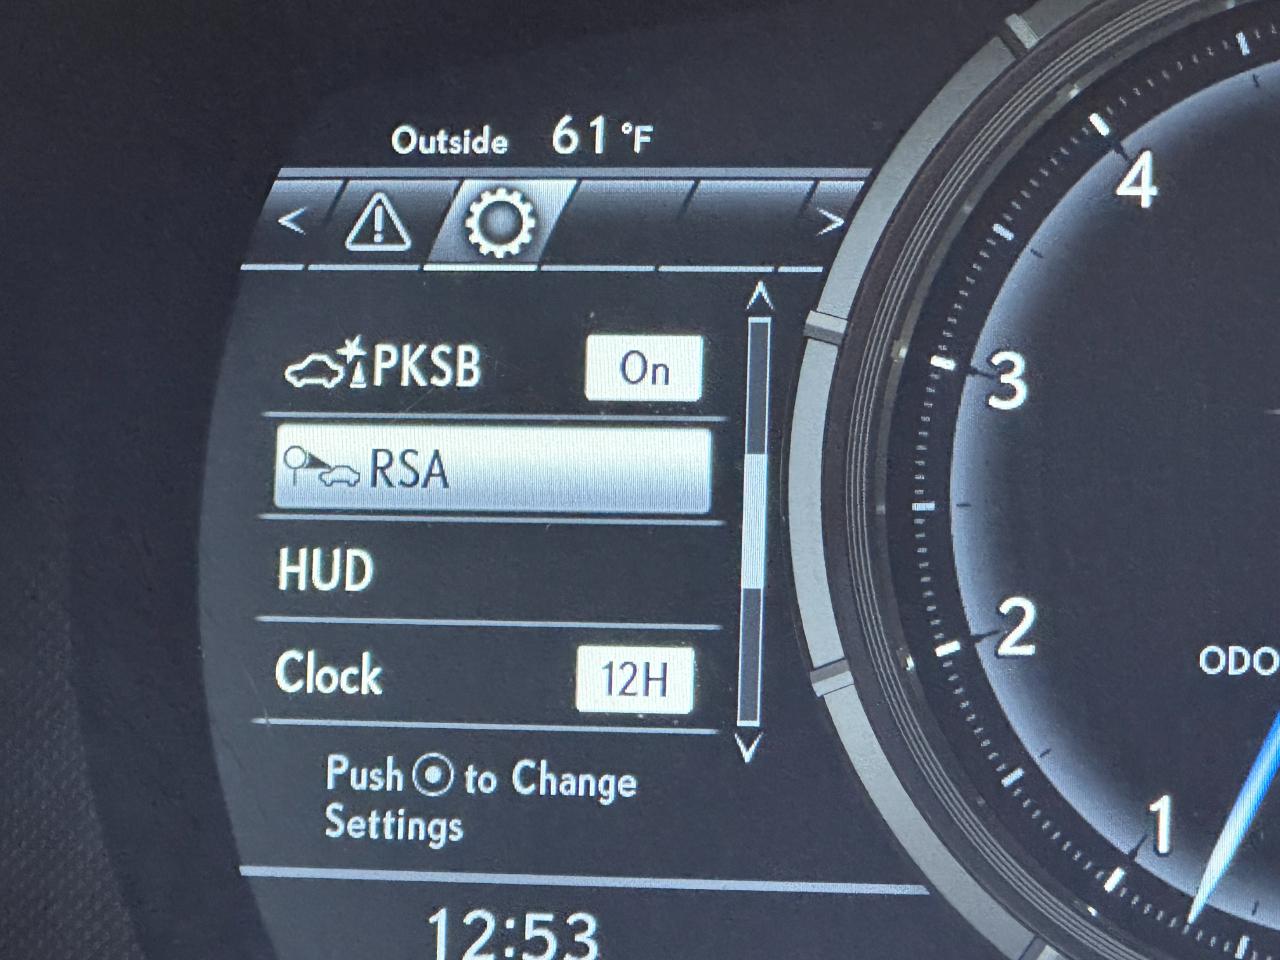 Outside 61°F
< >
PKSB On
RSA
HUD
Clock 12H
Push to Change
Settings
12:53
4
3
2
1
ODO